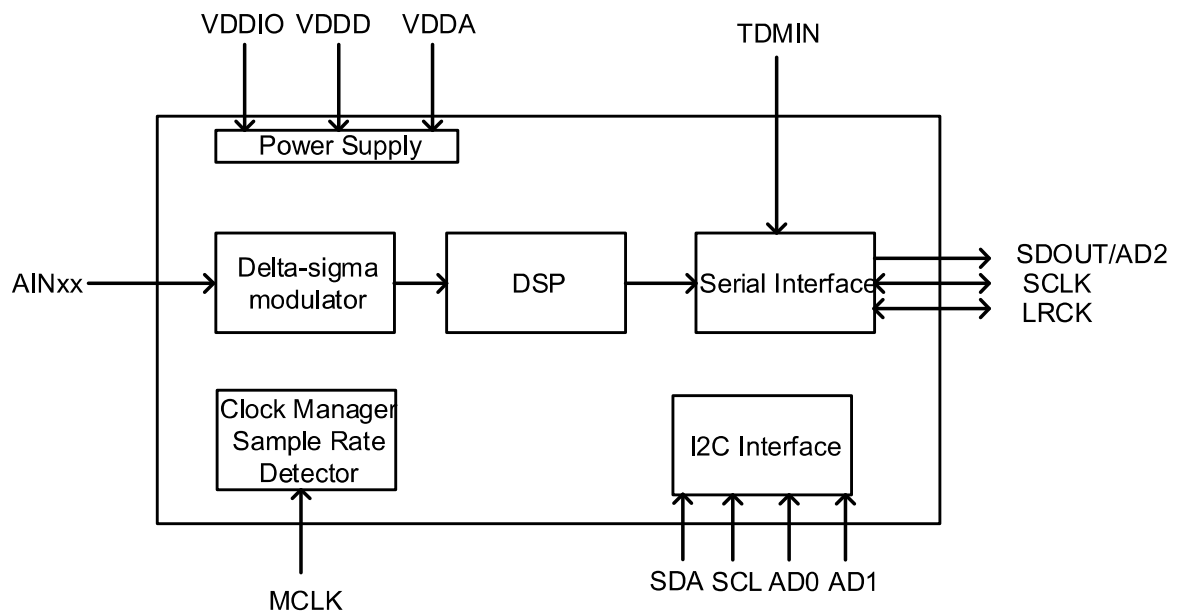 VDDIO VDDD VDDA
TDMIN
Power Supply
AINxx
Delta-sigma
modulator
DSP
Serial Interface
SDOUT/AD2
SCLK
LRCK
Clock Manager
Sample Rate
Detector
I2C Interface
MCLK
SDA SCL AD0 AD1